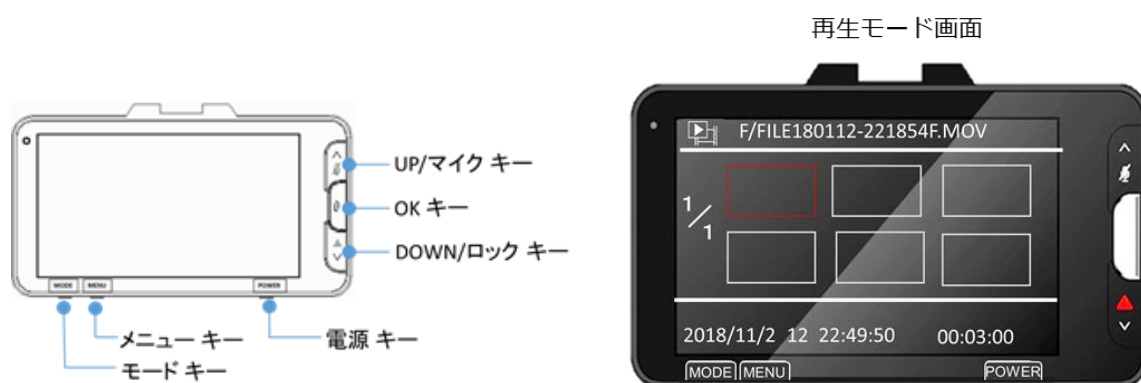 再生モード画面
UP/マイク キー
OK キー
DOWN/ロック キー
MODE MENU POWER
メニュー キー
電源 キー
モード キー
F/FILE180112-221854F.MOV
1/1
2018/11/2 12 22:49:50 00:03:00
MODE MENU POWER